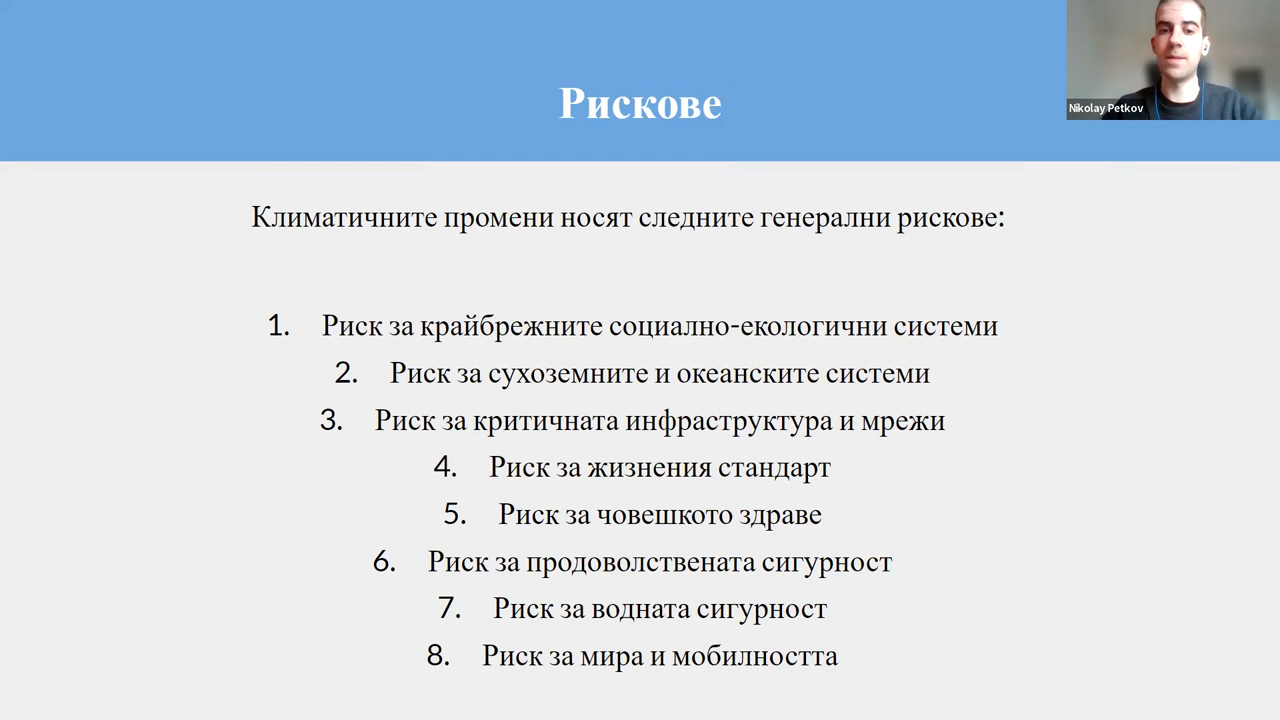 Рискове
Nikolay Petkov
Климатичните промени носят следните генерални рискове:
1. Риск за крайбрежните социално-екологични системи
2. Риск за сухоземните и океанските системи
3. Риск за критичната инфраструктура и мрежи
4. Риск за жизнения стандарт
5. Риск за човешкото здраве
6. Риск за продоволствената сигурност
7. Риск за водната сигурност
8. Риск за мира и мобилността